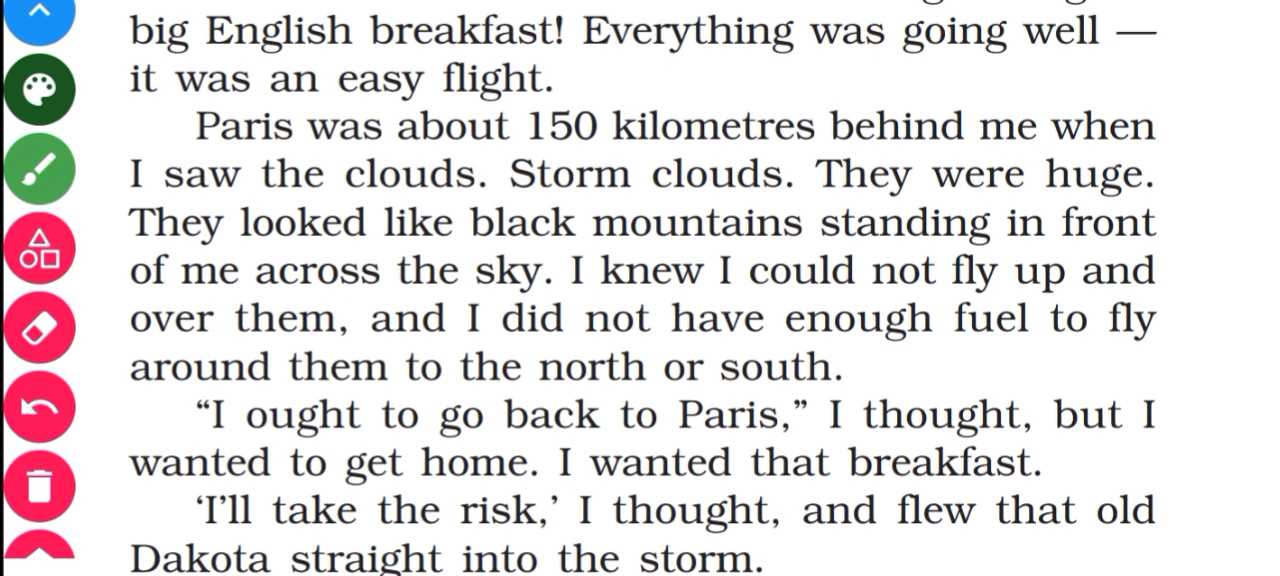 big English breakfast! Everything was going well —
it was an easy flight.
Paris was about 150 kilometres behind me when
I saw the clouds. Storm clouds. They were huge.
They looked like black mountains standing in front
of me across the sky. I knew I could not fly up and
over them, and I did not have enough fuel to fly
around them to the north or south.
“I ought to go back to Paris,” I thought, but I
wanted to get home. I wanted that breakfast.
‘I’ll take the risk,’ I thought, and flew that old
Dakota straight into the storm.